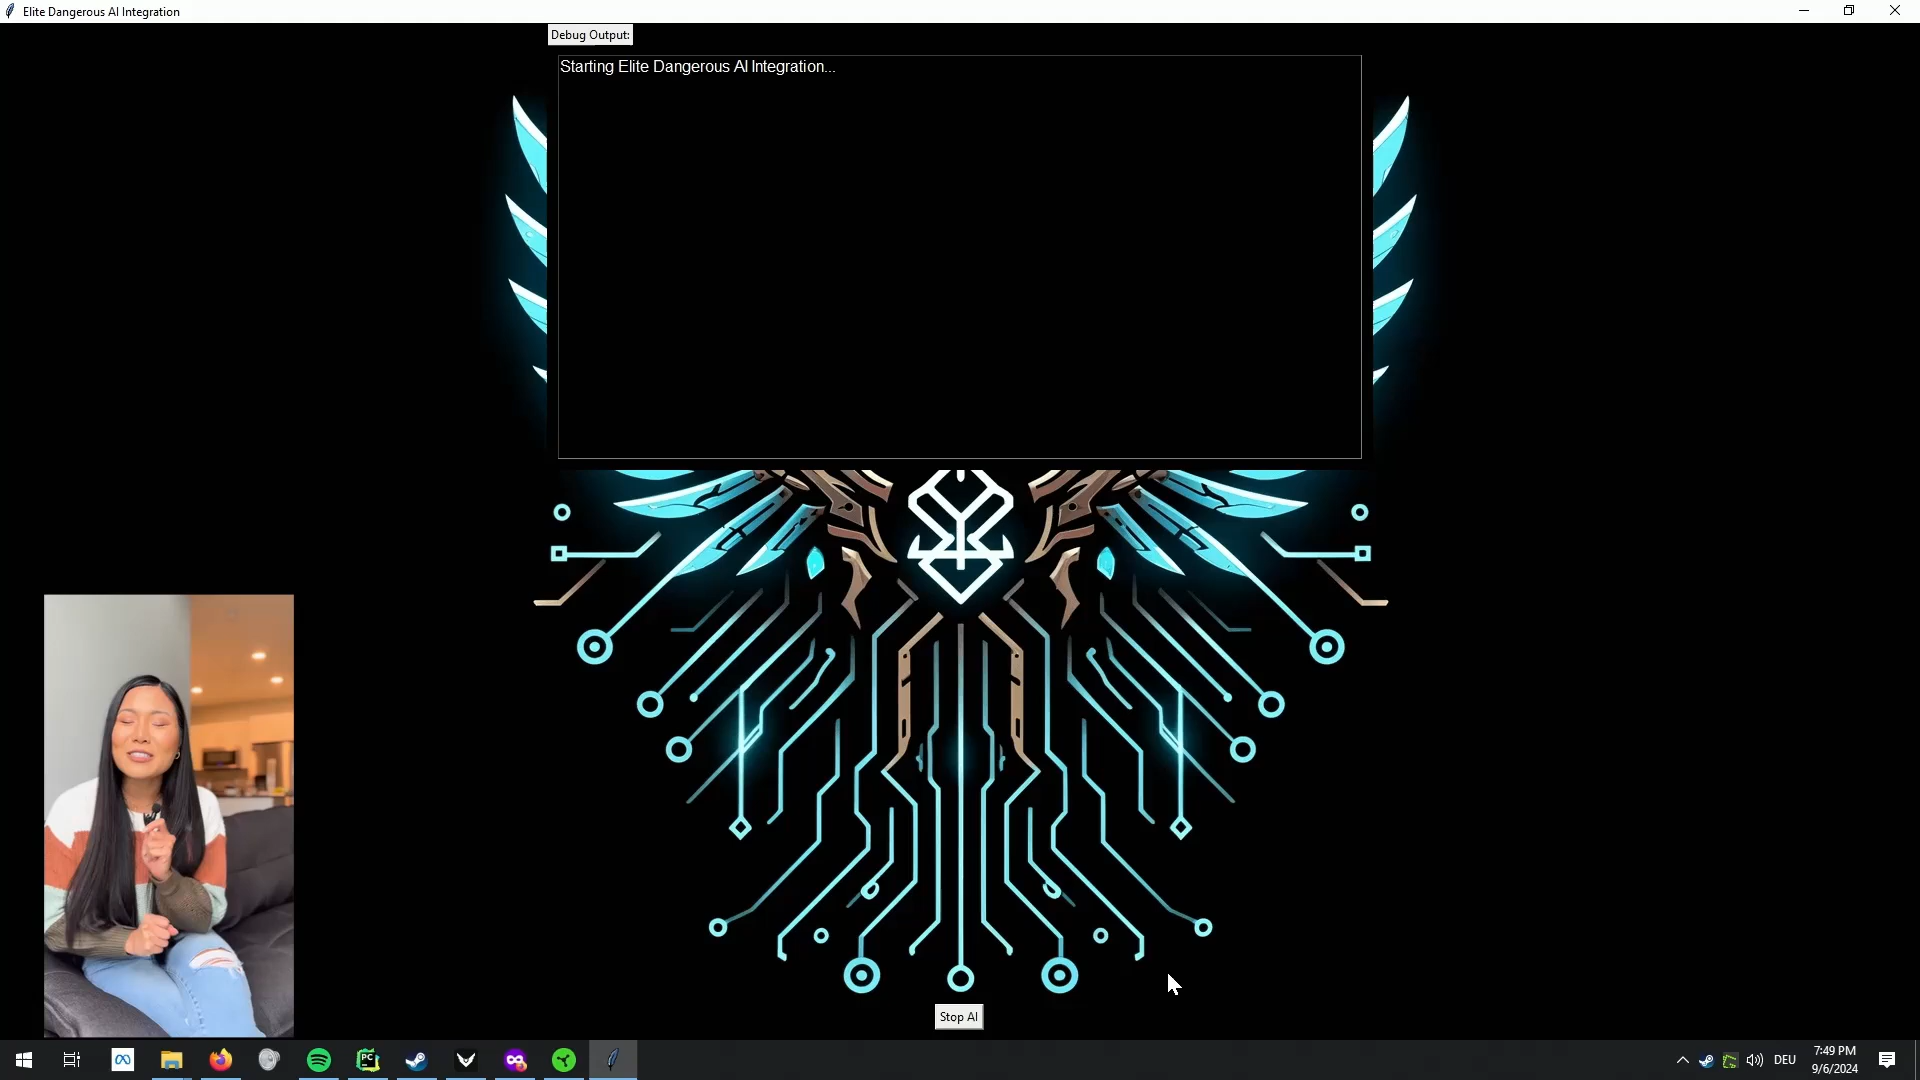 Elite Dangerous AI Integration
Debug Output:
Starting Elite Dangerous AI Integration...
Stop AI
PC
DEU
7:49 PM
9/6/2024